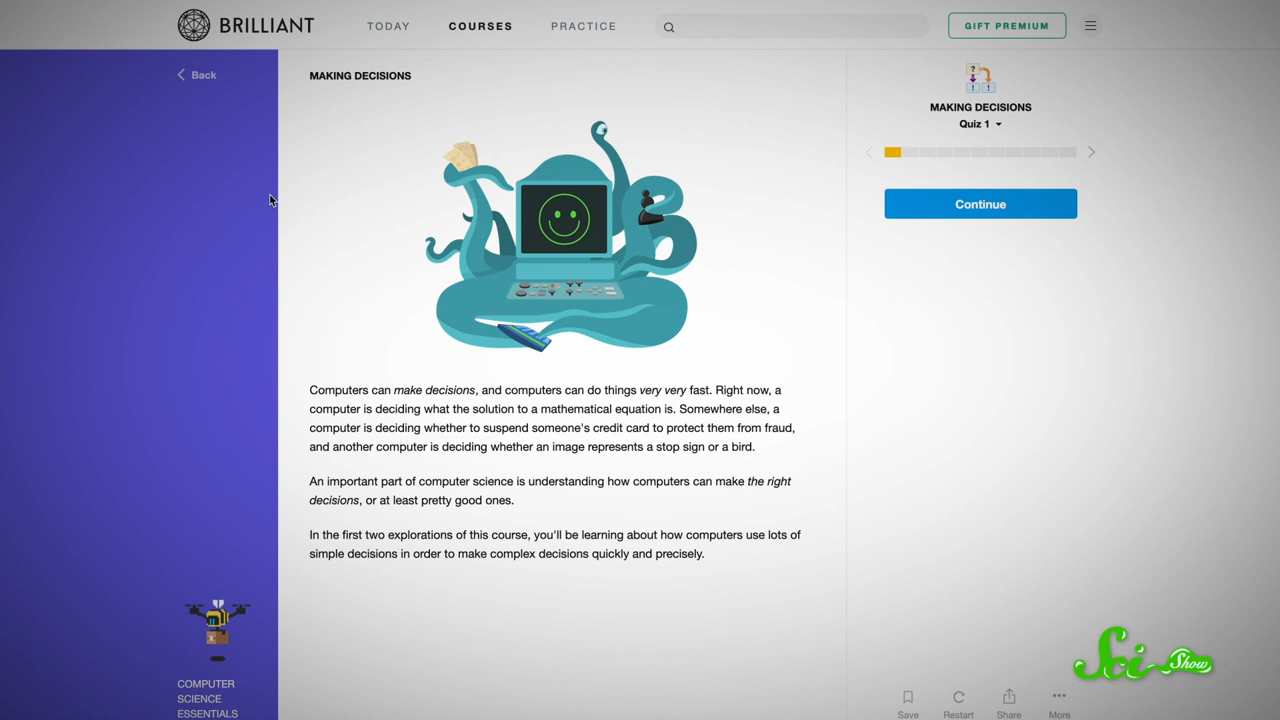 BRILLIANT
TODAY
COURSES
PRACTICE
GIFT PREMIUM
Back
MAKING DECISIONS
Computers can make decisions, and computers can do things very very fast. Right now, a
computer is deciding what the solution to a mathematical equation is. Somewhere else, a
computer is deciding whether to suspend someone's credit card to protect them from fraud,
and another computer is deciding whether an image represents a stop sign or a bird.
An important part of computer science is understanding how computers can make the right
decisions, or at least pretty good ones.
In the first two explorations of this course, you'll be learning about how computers use lots of
simple decisions in order to make complex decisions quickly and precisely.
COMPUTER
SCIENCE
ESSENTIALS
? 
! !
MAKING DECISIONS
Quiz 1
Continue
Save
Restart
Share
More
Sci Show